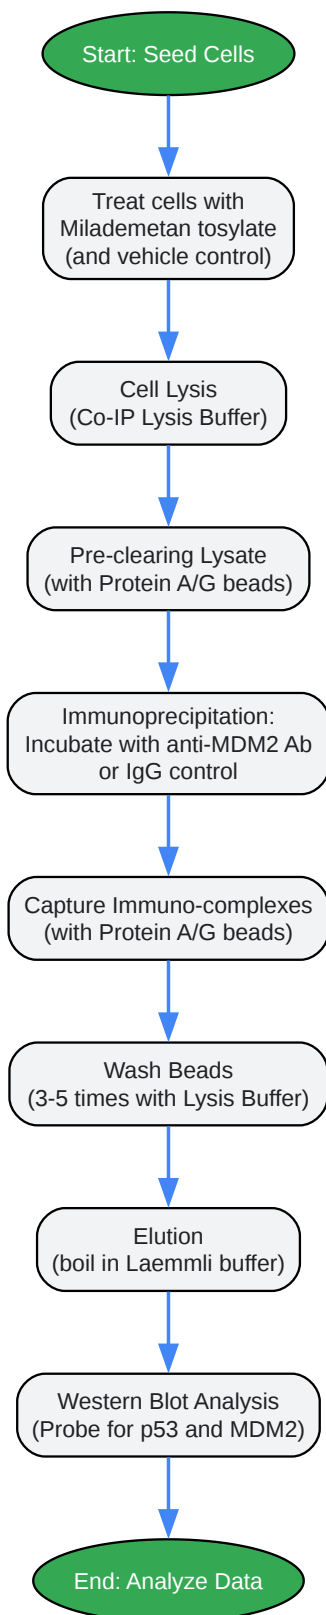 Start: Seed Cells
Treat cells with
Milademetan tosylate
(and vehicle control)
Cell Lysis
(Co-IP Lysis Buffer)
Pre-clearing Lysate
(with Protein A/G beads)
Immunoprecipitation:
Incubate with anti-MDM2 Ab
or IgG control
Capture Immuno-complexes
(with Protein A/G beads)
Wash Beads
(3-5 times with Lysis Buffer)
Elution
(boil in Laemmli buffer)
Western Blot Analysis
(Probe for p53 and MDM2)
End: Analyze Data